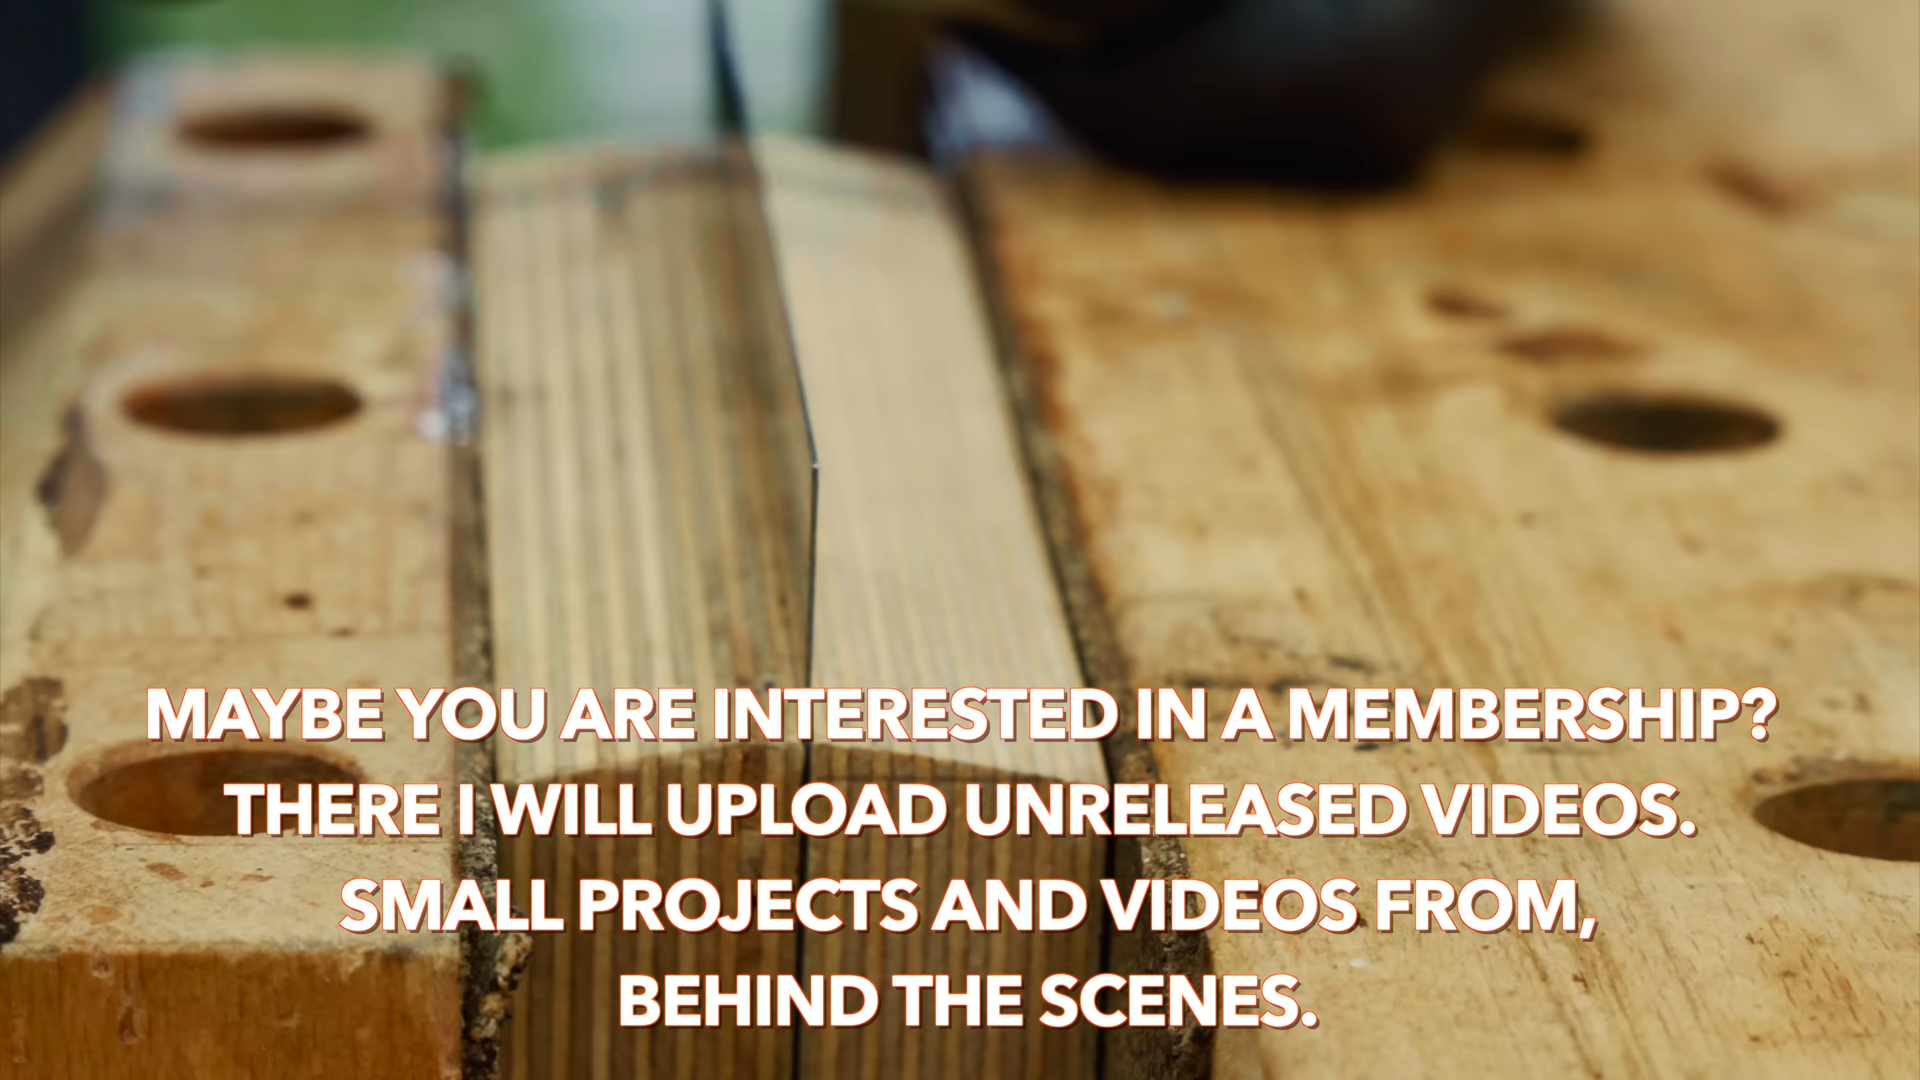 MAYBE YOU ARE INTERESTED IN A MEMBERSHIP?
THERE I WILL UPLOAD UNRELEASED VIDEOS.
SMALL PROJECTS AND VIDEOS FROM,
BEHIND THE SCENES.